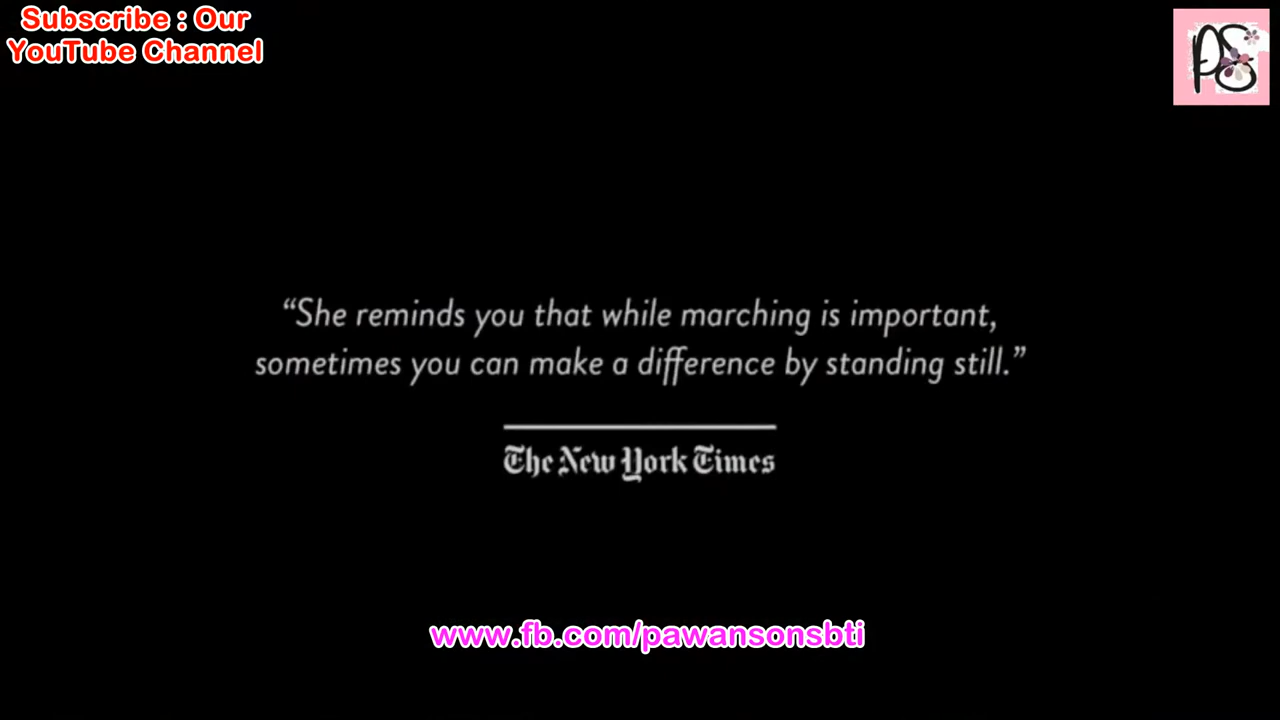 Subscribe : Our
YouTube Channel
PS
“She reminds you that while marching is important,
sometimes you can make a difference by standing still.”
The New York Times
www.fb.com/pawansonsbti